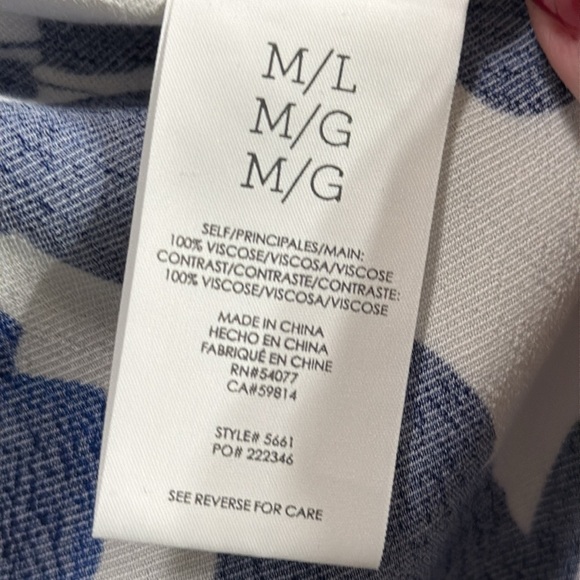 M/L
M/G
M/G
SELF/PRINCIPALES/MAIN:
100% VISCOSE/VISCOSA/VISCOSE
CONTRAST/CONTRASTE/CONTRASTE:
100% VISCOSE/VISCOSA/VISCOSE
MADE IN CHINA
HECHO EN CHINA
FABRIQUÉ EN CHINE
RN#54077
CA#59814
STYLE# 5661
PO# 222346
SEE REVERSE FOR CARE